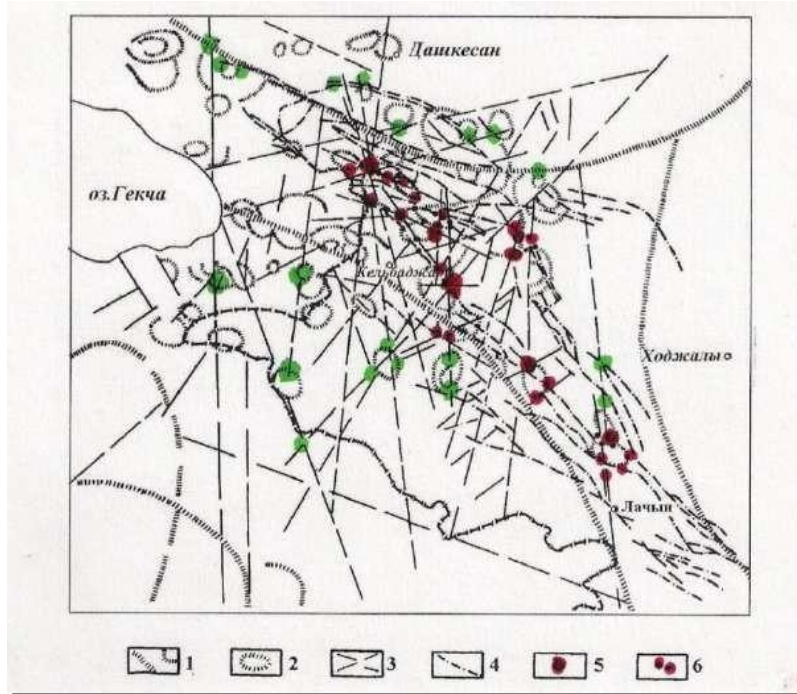 Дашкесан
оз.Гекча
Кельбаджар
Ходжалы
Лачын
1 2 3 4 5 6